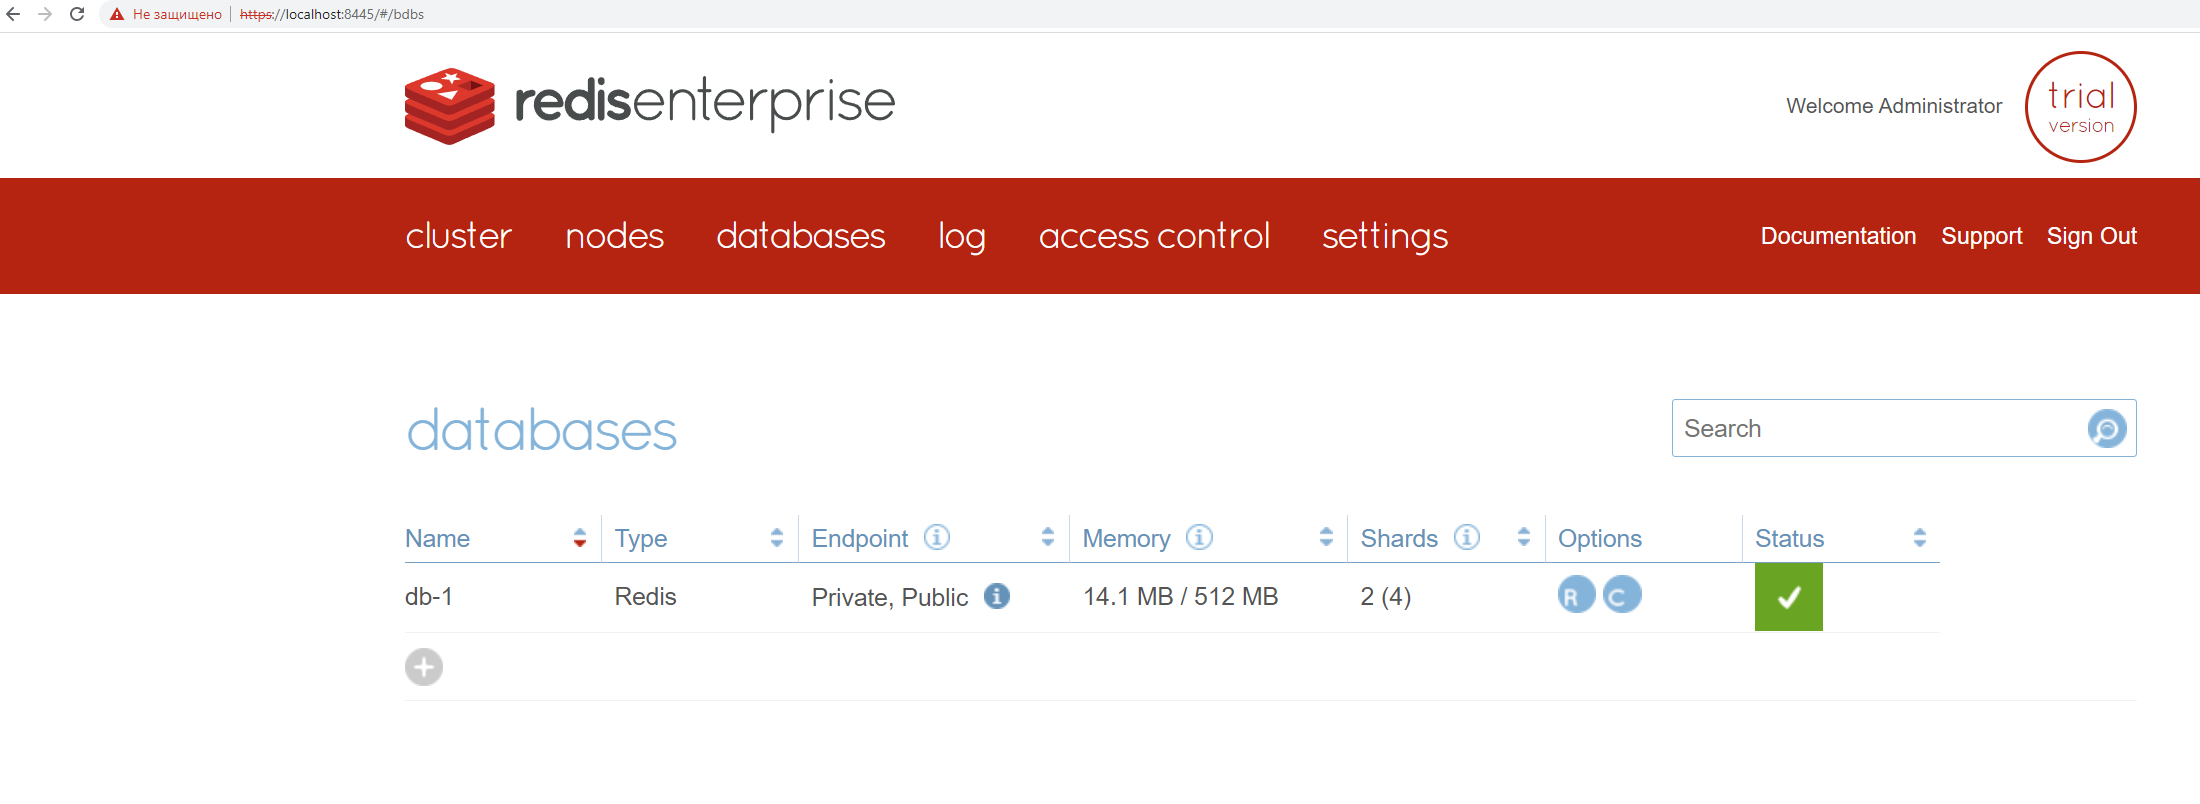 Не защищено https://localhost:8445/#/bdbs
redisenterprise
Welcome Administrator
trial
version
cluster nodes databases log access control settings Documentation Support Sign Out
databases
Search
Name Type Endpoint Memory Shards Options Status
db-1 Redis Private, Public 14.1 MB / 512 MB 2 (4) R C